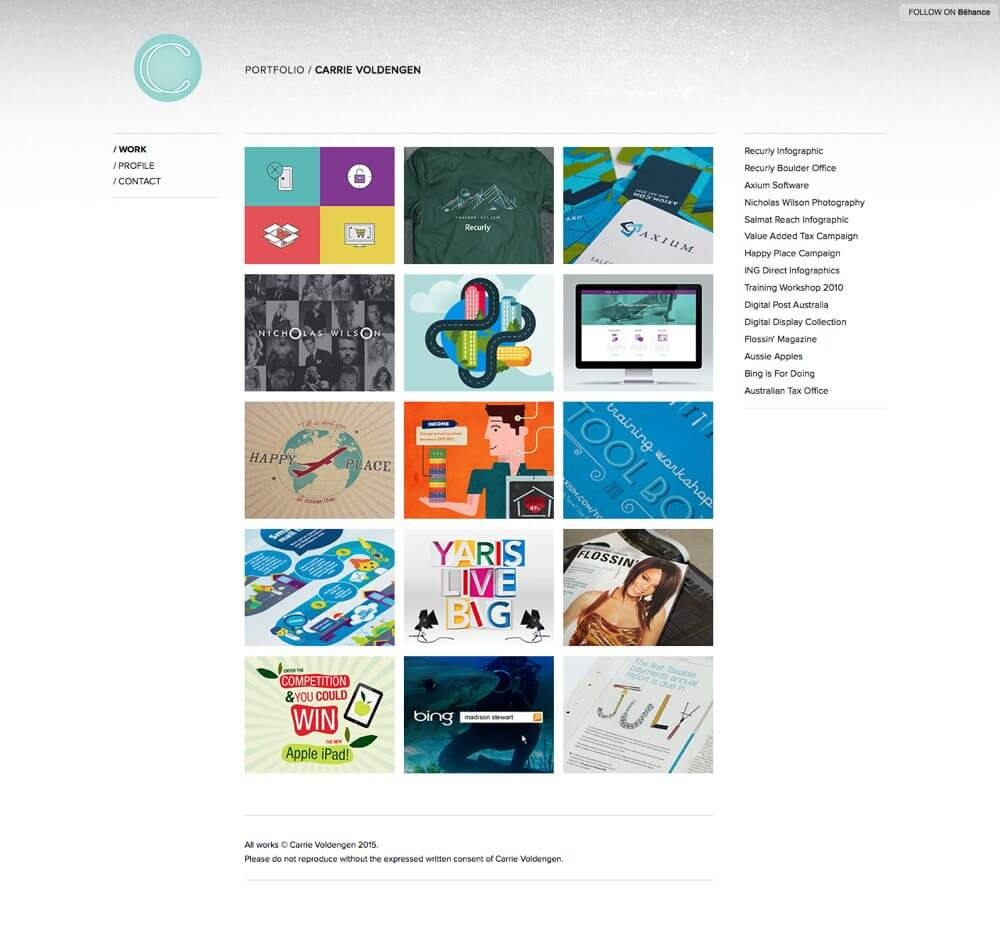 FOLLOW ON Bēhance
C
PORTFOLIO / CARRIE VOLDENGEN
/ WORK
/ PROFILE
/ CONTACT
Recurly
AXIUM.COM
AXIUM
NICHOLAS WILSON
HAPPY PLACE
INCOME
training workshop
TOOL BOX
YARIS
LIVE
BIG
FLOSSIN'
ENTER THE
COMPETITION
& YOU COULD
WIN
THE NEW
Apple iPad!
bing madison stewart
The first Taxable
payments annual
report is due in
JULY
Recurly Infographic
Recurly Boulder Office
Axium Software
Nicholas Wilson Photography
Salmat Reach Infographic
Value Added Tax Campaign
Happy Place Campaign
ING Direct Infographics
Training Workshop 2010
Digital Post Australia
Digital Display Collection
Flossin' Magazine
Aussie Apples
Bing is For Doing
Australian Tax Office
All works © Carrie Voldengen 2015.
Please do not reproduce without the expressed written consent of Carrie Voldengen.